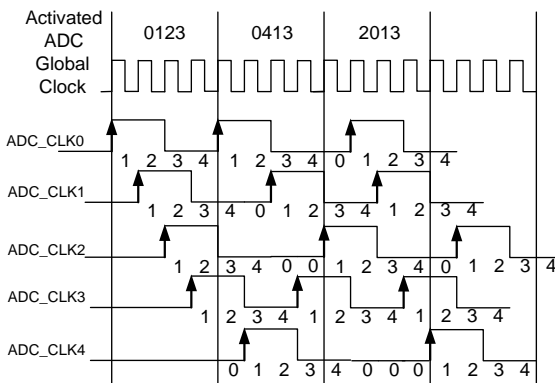 Activated
ADC
0123 0413 2013
Global
Clock
ADC_CLK0
1 2 3 4 1 2 3 4 0 1 2 3 4
ADC_CLK1
1 2 3 4 0 1 2 3 4 1 2 3 4
ADC_CLK2
1 2 3 4 0 0 1 2 3 4 0 1 2 3 4
ADC_CLK3
1 2 3 4 1 2 3 4 1 2 3 4
ADC_CLK4
0 1 2 3 4 0 0 0 1 2 3 4